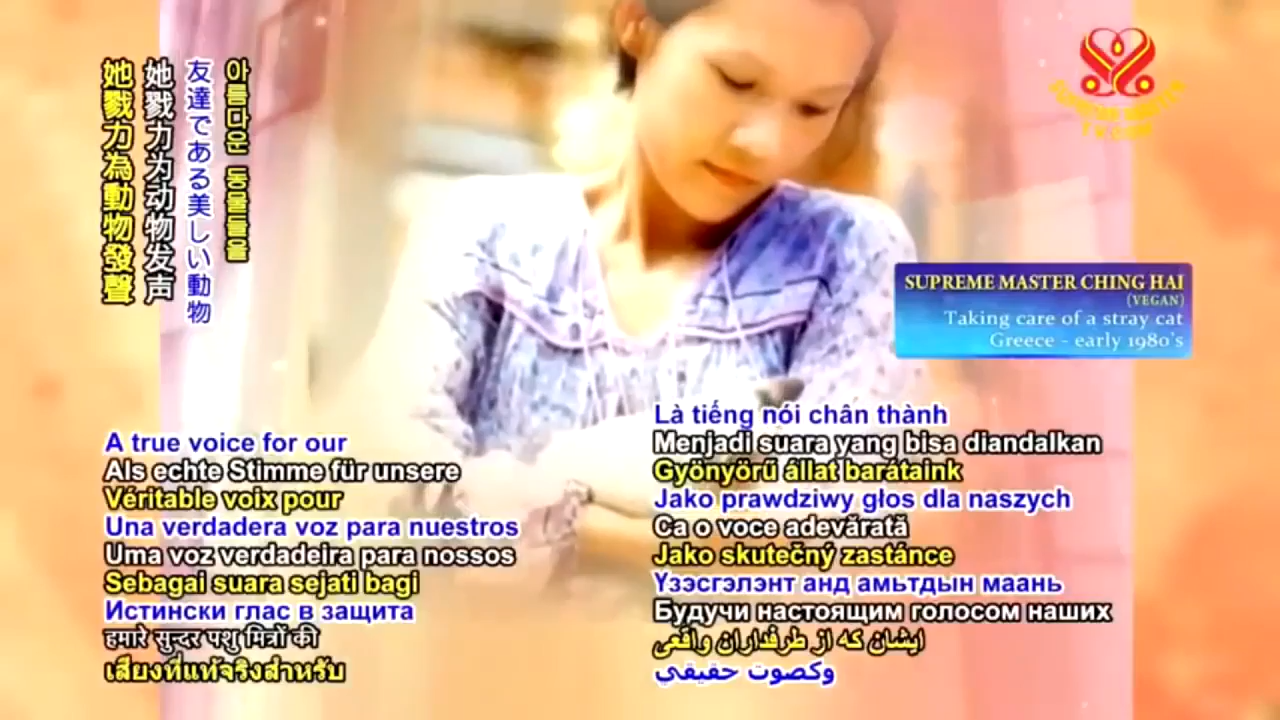 아름다운 동물들을
友達である美しい動物
她戮力为动物发声
她戮力為動物發聲
SUPREME MASTER
TV.COM
SUPREME MASTER CHING HAI
(VEGAN)
Taking care of a stray cat
Greece - early 1980's
A true voice for our
Als echte Stimme für unsere
Véritable voix pour
Una verdadera voz para nuestros
Uma voz verdadeira para nossos
Sebagai suara sejati bagi
Истински глас в защита
हमारे सुन्दर पशु मित्रों की
เสียงที่แท้จริงสำหรับ
Là tiếng nói chân thành
Menjadi suara yang bisa diandalkan
Gyönyörű állat barátaink
Jako prawdziwy głos dla naszych
Ca o voce adevărată
Jako skutečný zastánce
Үзэсгэлэнт анд амьтдын маань
Будучи настоящим голосом наших
ایشان که از طرفداران واقعی
وكصوت حقيقي